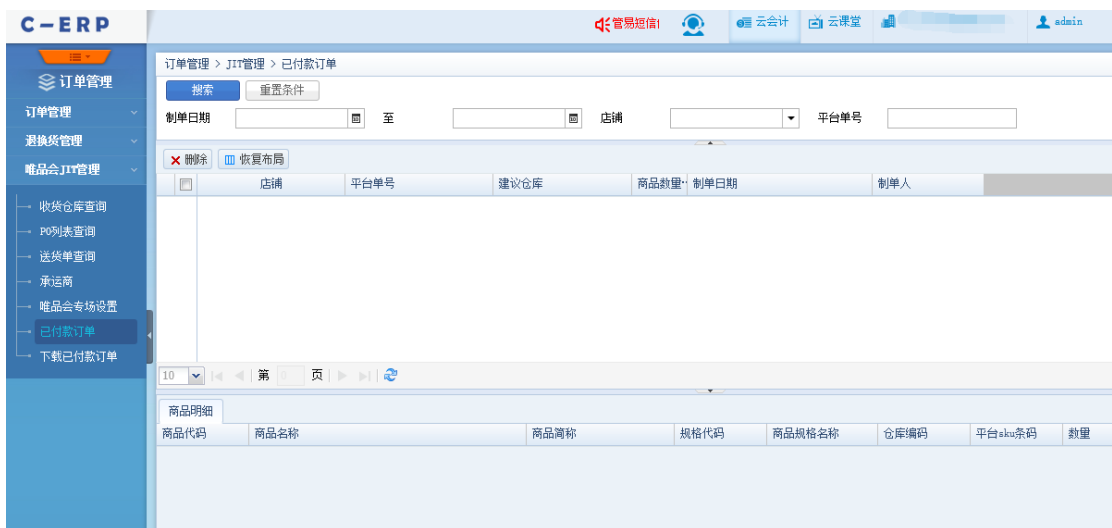 C-ERP
管易短信
云会计
云课堂
admin
订单管理
订单管理
退换货管理
唯品会JIT管理
收货仓库查询
PO列表查询
送货单查询
承运商
唯品会专场设置
已付款订单
下载已付款订单
订单管理 > JIT管理 > 已付款订单
搜索 重置条件
制单日期 至 店铺 平台单号
删除 恢复布局
店铺 平台单号 建议仓库 商品数量 制单日期 制单人
10 第 0 页
商品明细
商品代码 商品名称 商品简称 规格代码 商品规格名称 仓库编码 平台sku条码 数量